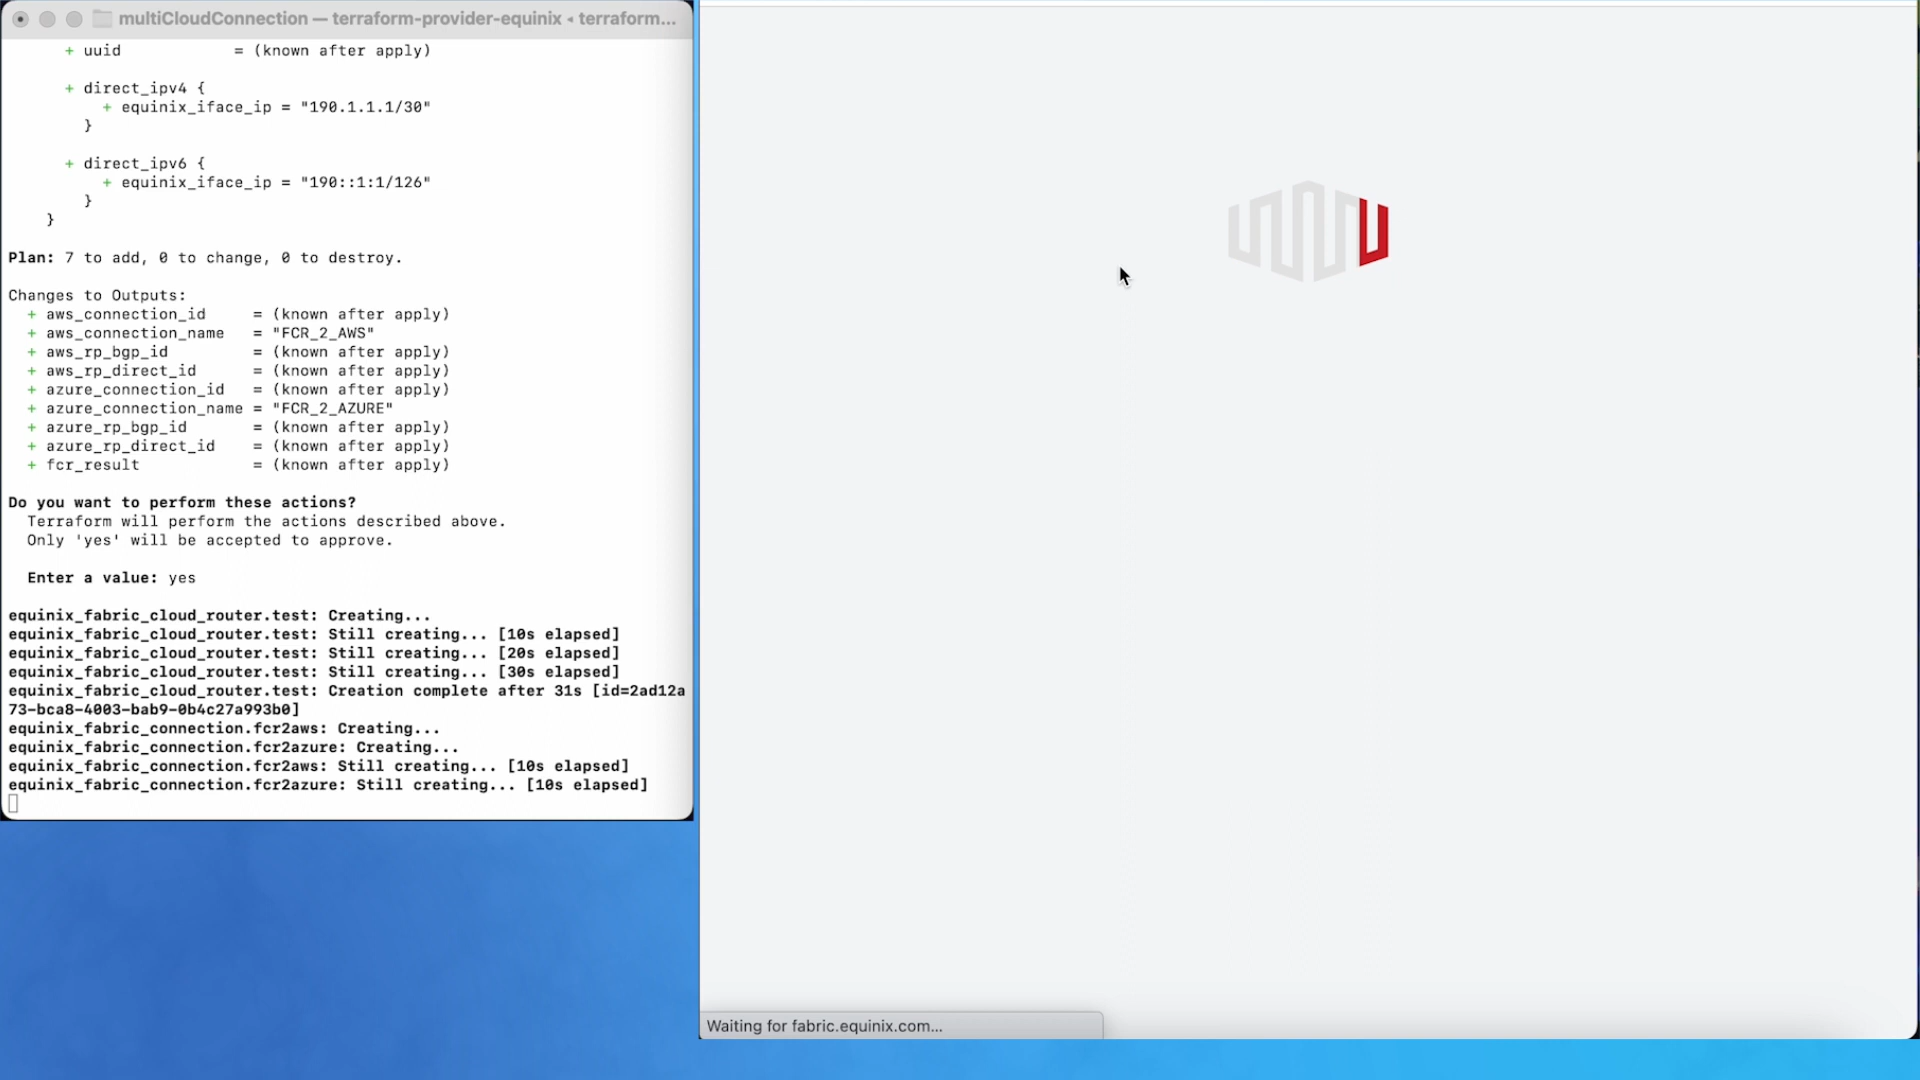 multiCloudConnection — terraform-provider-equinix ◂ terraform...
+ uuid = (known after apply)
+ direct_ipv4 {
+ equinix_iface_ip = "190.1.1.1/30"
}
+ direct_ipv6 {
+ equinix_iface_ip = "190::1:1/126"
}
}
Plan: 7 to add, 0 to change, 0 to destroy.
Changes to Outputs:
+ aws_connection_id = (known after apply)
+ aws_connection_name = "FCR_2_AWS"
+ aws_rp_bgp_id = (known after apply)
+ aws_rp_direct_id = (known after apply)
+ azure_connection_id = (known after apply)
+ azure_connection_name = "FCR_2_AZURE"
+ azure_rp_bgp_id = (known after apply)
+ azure_rp_direct_id = (known after apply)
+ fcr_result = (known after apply)
Do you want to perform these actions?
Terraform will perform the actions described above.
Only 'yes' will be accepted to approve.
Enter a value: yes
equinix_fabric_cloud_router.test: Creating...
equinix_fabric_cloud_router.test: Still creating... [10s elapsed]
equinix_fabric_cloud_router.test: Still creating... [20s elapsed]
equinix_fabric_cloud_router.test: Still creating... [30s elapsed]
equinix_fabric_cloud_router.test: Creation complete after 31s [id=2ad12a
73-bca8-4003-bab9-0b4c27a993b0]
equinix_fabric_connection.fcr2aws: Creating...
equinix_fabric_connection.fcr2azure: Creating...
equinix_fabric_connection.fcr2aws: Still creating... [10s elapsed]
equinix_fabric_connection.fcr2azure: Still creating... [10s elapsed]
Waiting for fabric.equinix.com...